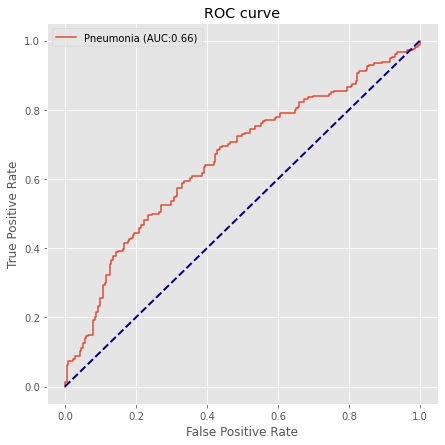 ROC curve
Pneumonia (AUC:0.66)
True Positive Rate
1.0
0.8
0.6
0.4
0.2
0.0
0.0 0.2 0.4 0.6 0.8 1.0
False Positive Rate